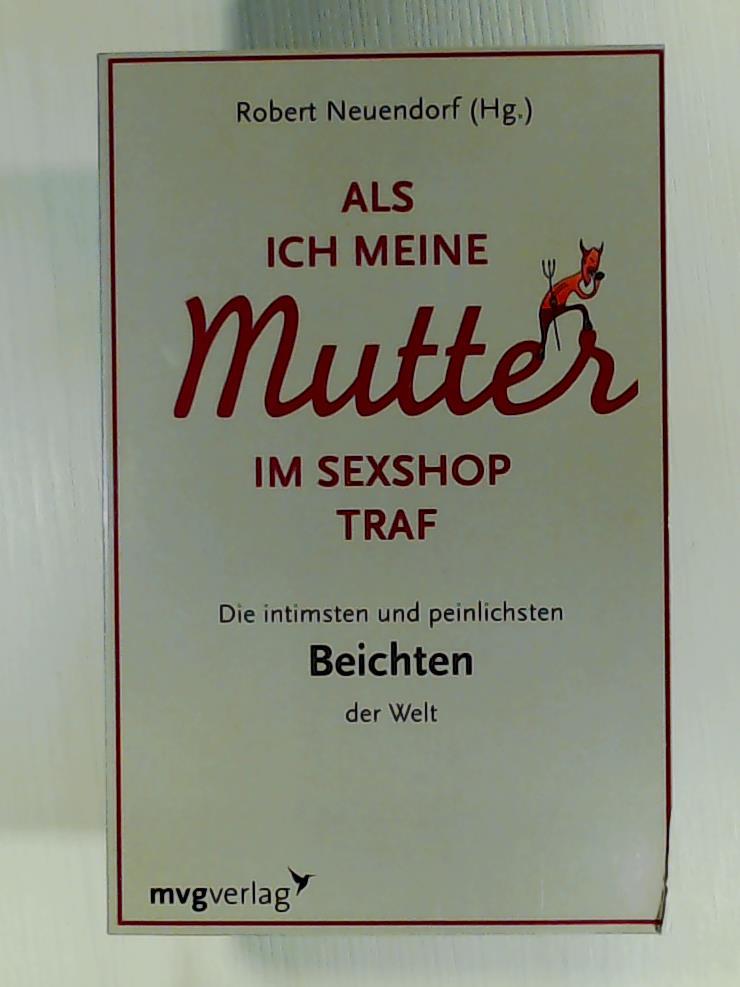 Robert Neuendorf (Hg.)
ALS
ICH MEINE
Mutter
IM SEXSHOP
TRAF
Die intimsten und peinlichsten
Beichten
der Welt
mvgverlag